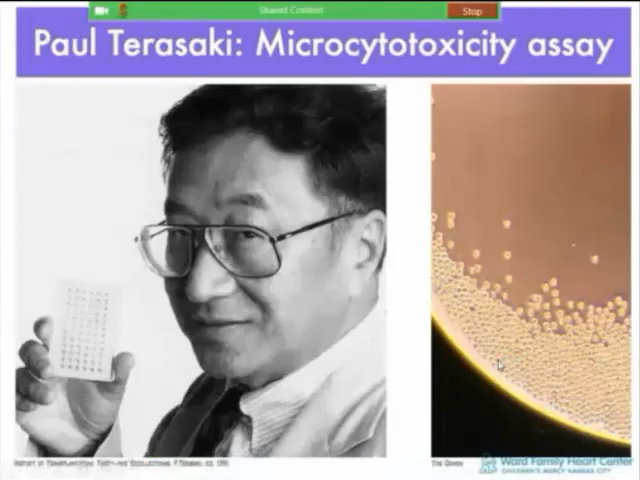 Shared Content
Stop
Paul Terasaki: Microcytotoxicity assay
Ward Family Heart Center
CHILDREN'S MERCY KANSAS CITY